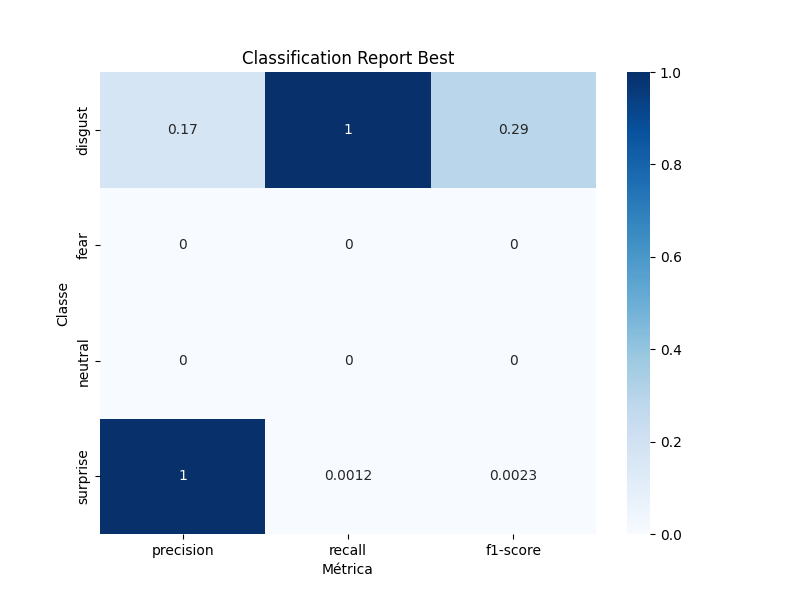 Classification Report Best
disgust 0.17 1 0.29
fear 0 0 0
neutral 0 0 0
surprise 1 0.0012 0.0023
precision recall f1-score
Métrica
Classe
1.0
0.8
0.6
0.4
0.2
0.0